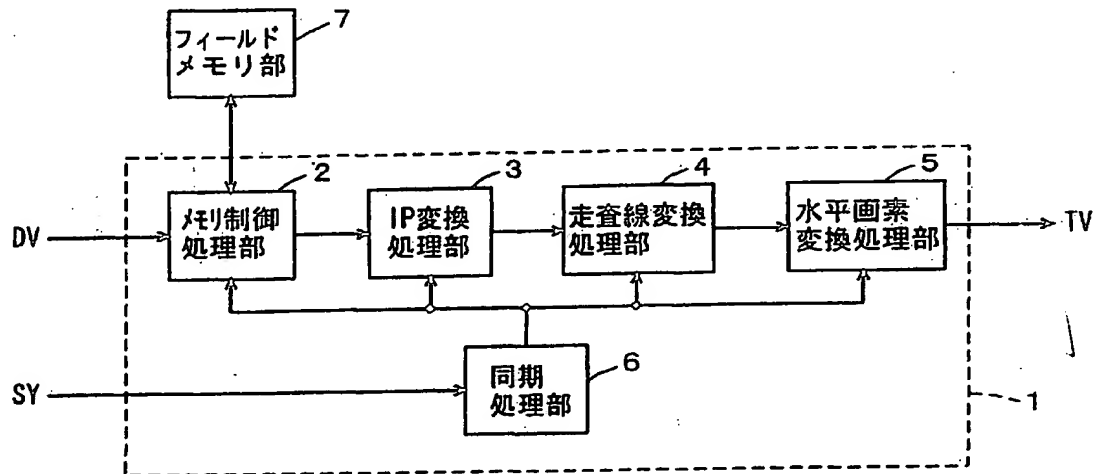 フィールド
メモリ部
7
メモリ制御
処理部
2
IP変換
処理部
3
走査線変換
処理部
4
水平画素
変換処理部
5
DV
TV
同期
処理部
6
SY
1